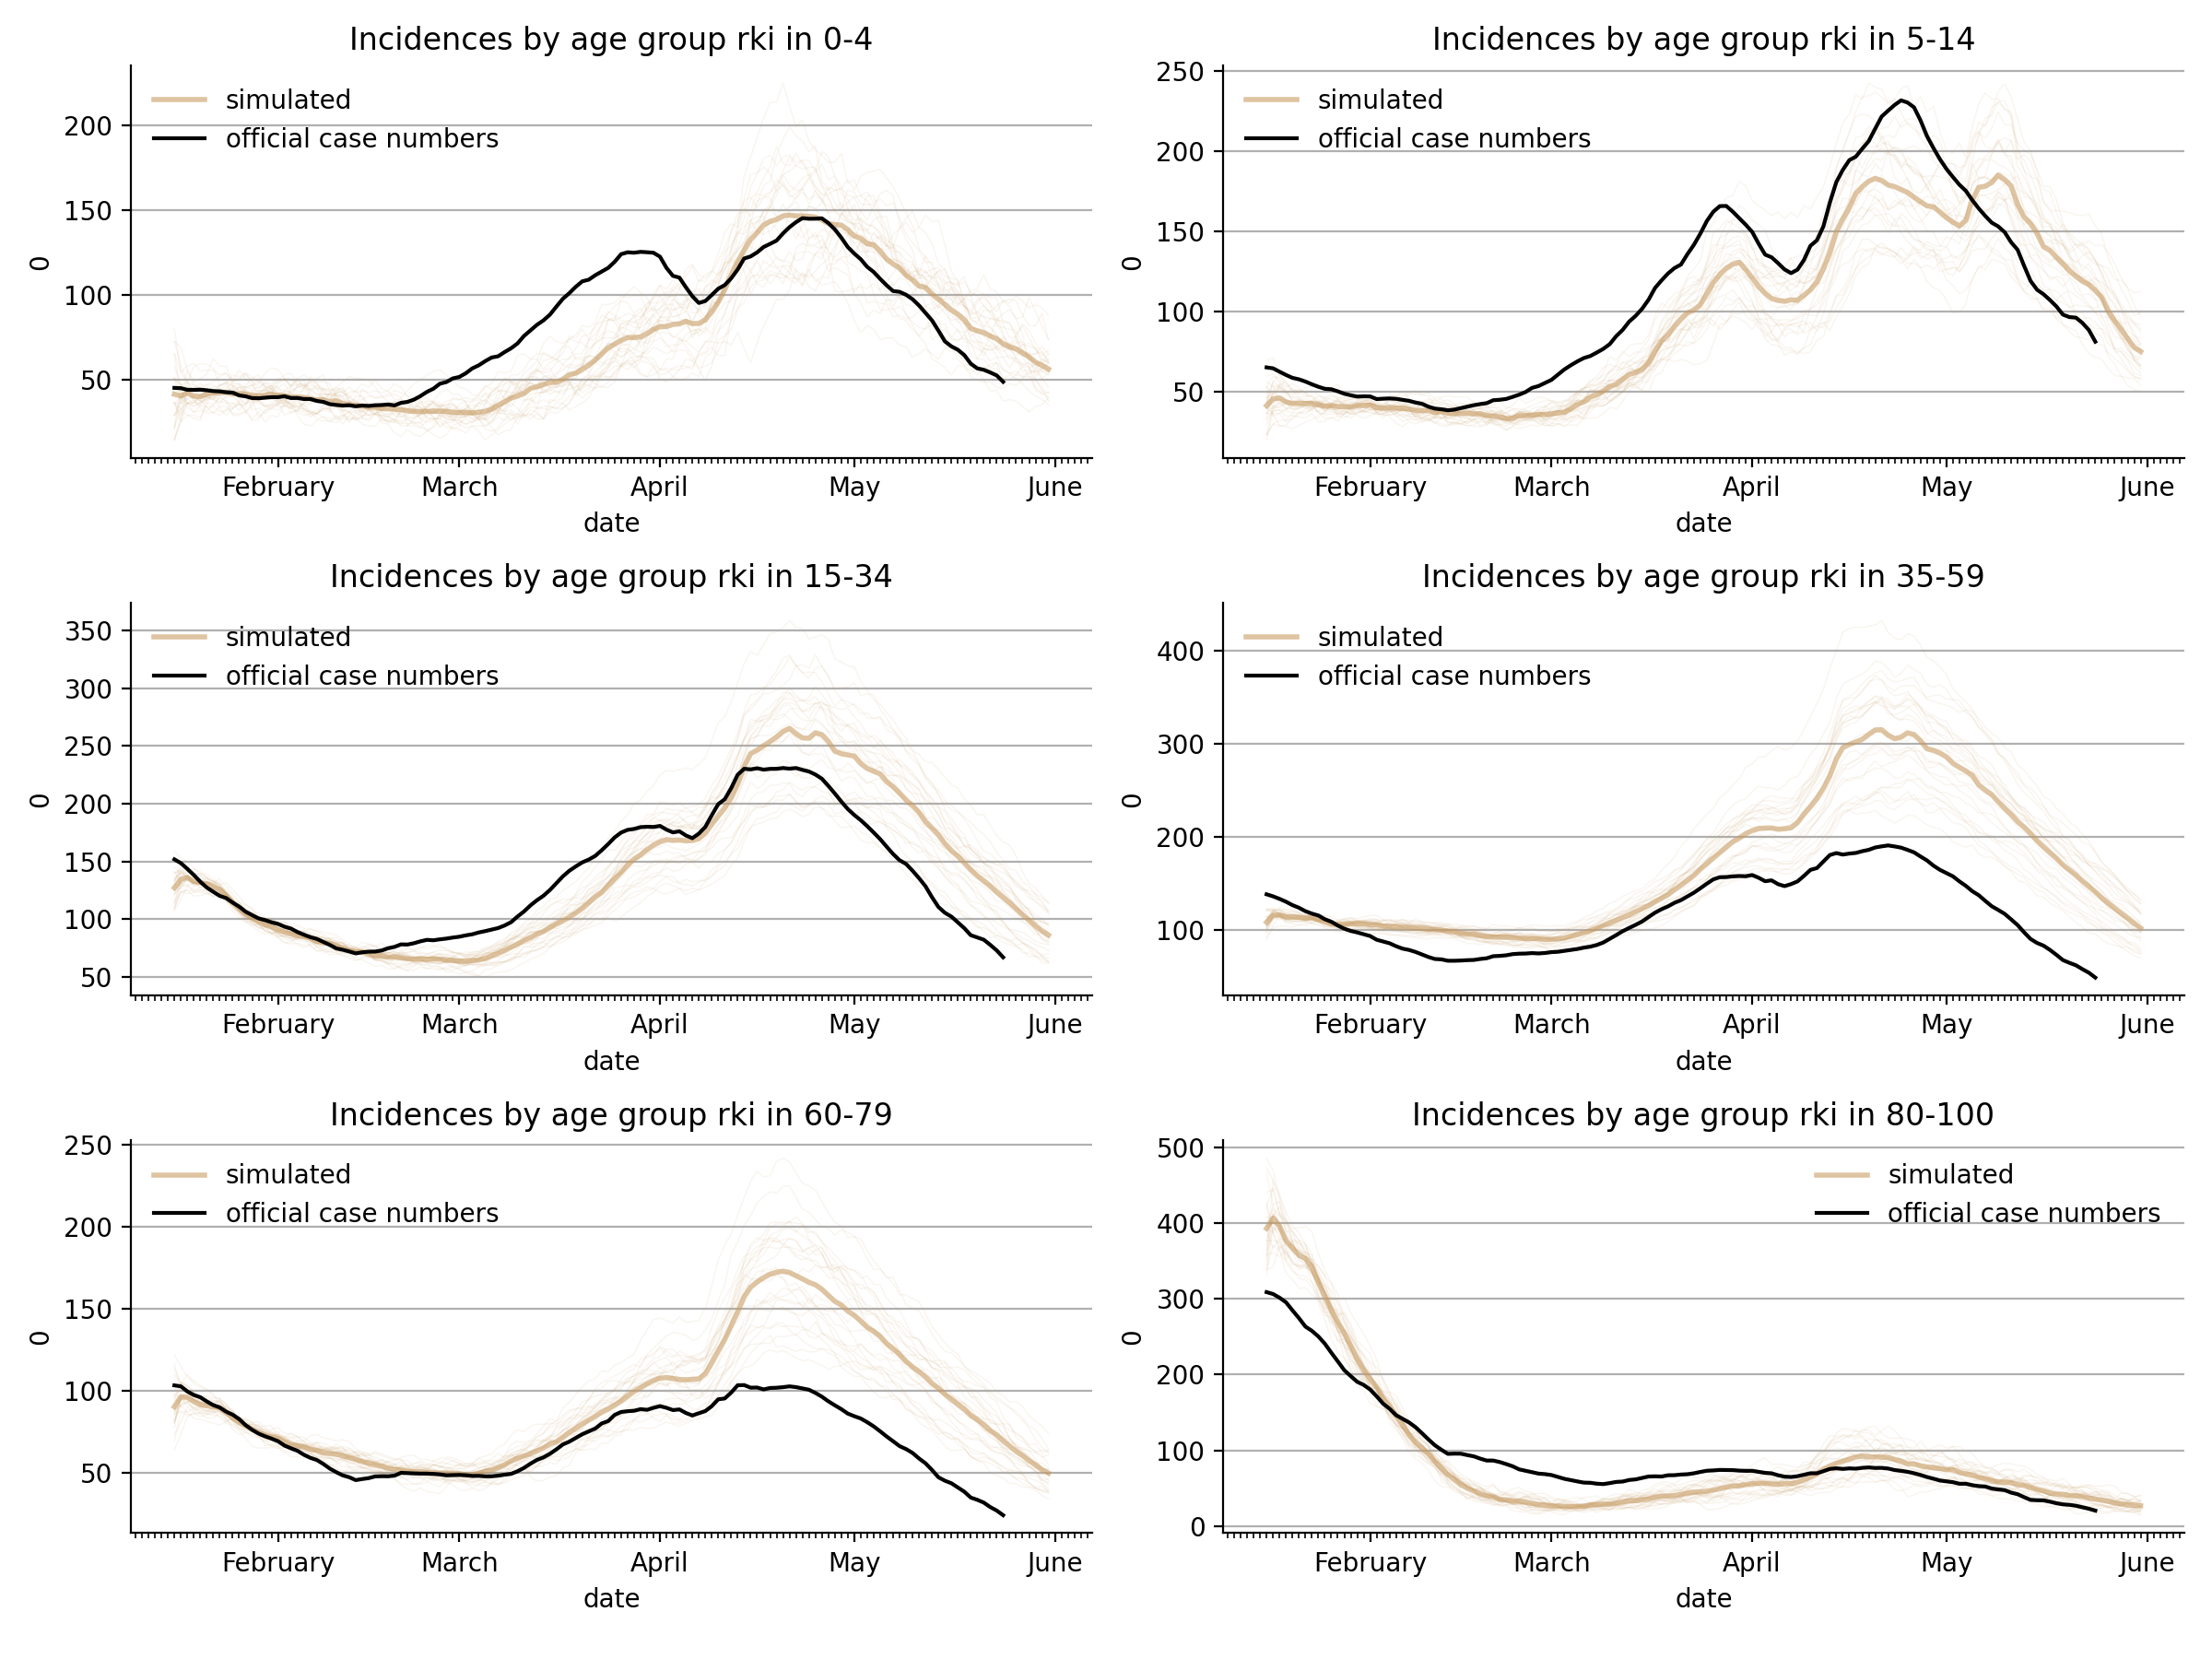 Incidences by age group rki in 0-4
simulated
official case numbers
200
150
100
50
0
February March April May June
date
Incidences by age group rki in 5-14
simulated
official case numbers
250
200
150
100
50
0
February March April May June
date
Incidences by age group rki in 15-34
simulated
official case numbers
350
300
250
200
150
100
50
0
February March April May June
date
Incidences by age group rki in 35-59
simulated
official case numbers
400
300
200
100
0
February March April May June
date
Incidences by age group rki in 60-79
simulated
official case numbers
250
200
150
100
50
0
February March April May June
date
Incidences by age group rki in 80-100
simulated
official case numbers
500
400
300
200
100
0
0
February March April May June
date